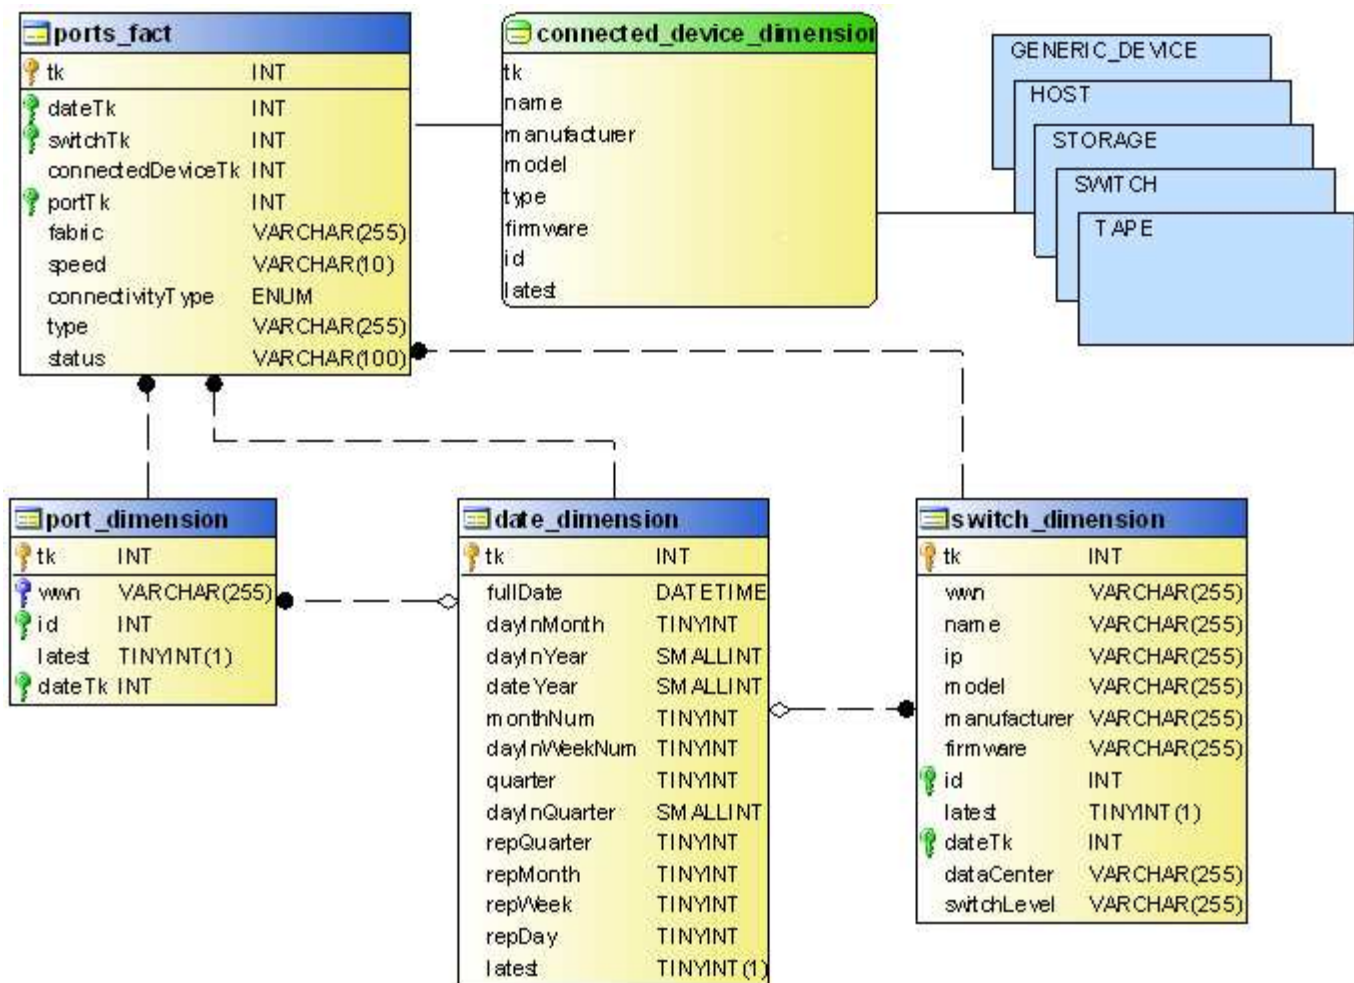 ports_fact
tk INT
dateTk INT
switchTk INT
connectedDeviceTk INT
portTk INT
fabric VARCHAR(255)
speed VARCHAR(10)
connectivityType ENUM
type VARCHAR(255)
status VARCHAR(100)
connected_device_dimension
tk
name
manufacturer
model
type
firmware
id
latest
GENERIC_DEVICE
HOST
STORAGE
SWITCH
TAPE
port_dimension
tk INT
wwn VARCHAR(255)
id INT
latest TINYINT(1)
dateTk INT
date_dimension
tk INT
fullDate DATETIME
dayInMonth TINYINT
dayInYear SMALLINT
dateYear SMALLINT
monthNum TINYINT
dayInWeekNum TINYINT
quarter TINYINT
dayInQuarter SMALLINT
repQuarter TINYINT
repMonth TINYINT
repWeek TINYINT
repDay TINYINT
latest TINYINT(1)
switch_dimension
tk INT
wwn VARCHAR(255)
name VARCHAR(255)
ip VARCHAR(255)
model VARCHAR(255)
manufacturer VARCHAR(255)
firmware VARCHAR(255)
id INT
latest TINYINT(1)
dateTk INT
dataCenter VARCHAR(255)
switchLevel VARCHAR(255)